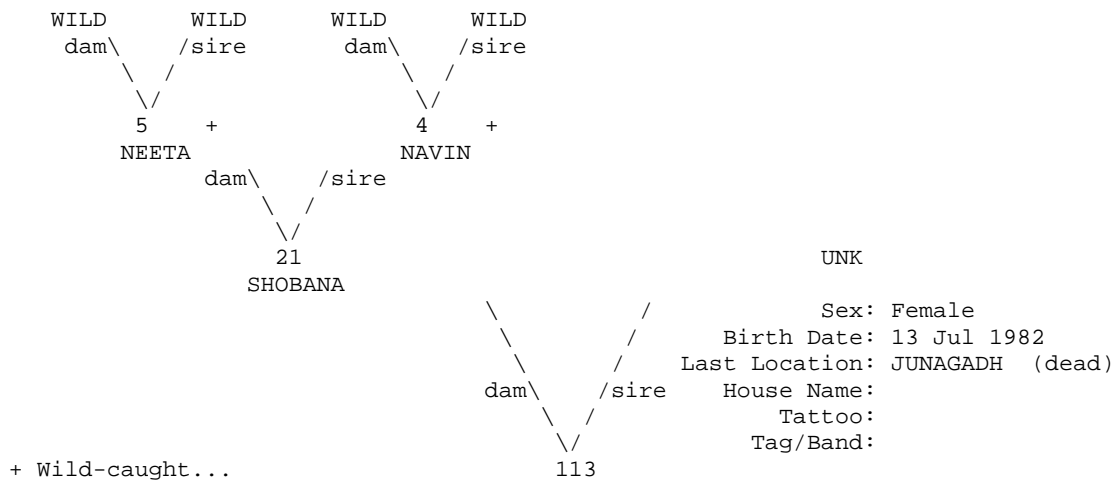 WILD WILD WILD WILD
dam\ /sire dam\ /sire
\ / \ /
\/ \/
5 + 4 +
NEETA NAVIN
dam\ /sire
\ /
\/
21 UNK
SHOBANA
\ / Sex: Female
\ / Birth Date: 13 Jul 1982
\ / Last Location: JUNAGADH (dead)
dam\ /sire House Name:
\ / Tattoo:
\/ Tag/Band:
+ Wild-caught... 113